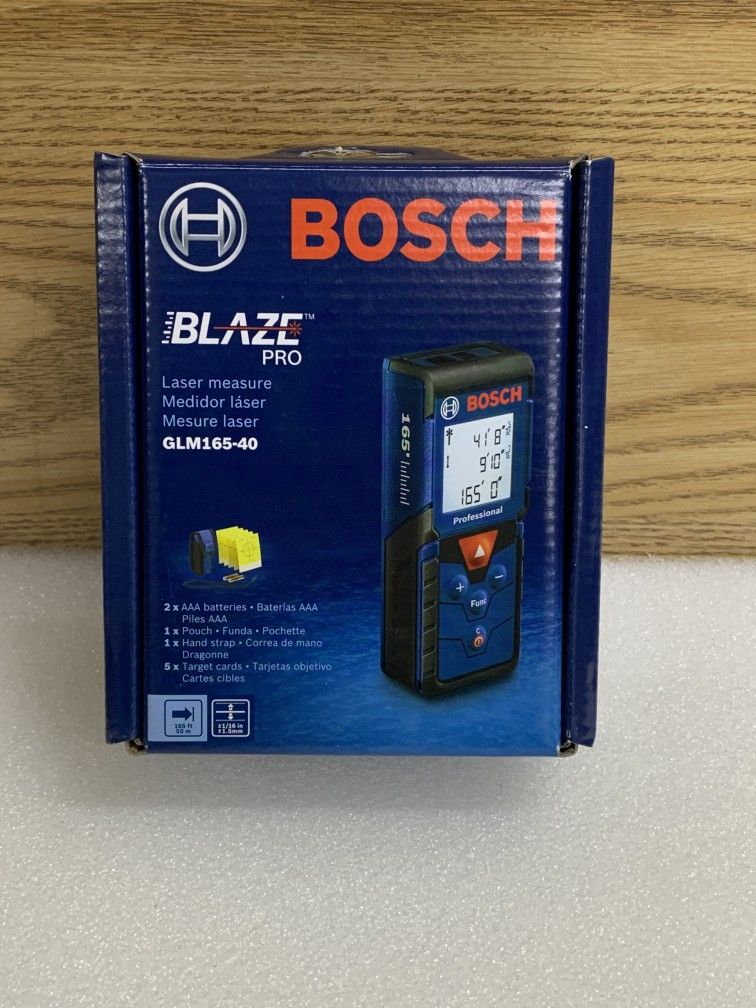 BOSCH
BLAZE™
PRO
Laser measure
Medidor láser
Mesure laser
GLM165-40
165'
BOSCH
41'8"
9'10"
165' 0"
Professional
+
−
Func
C
2 x AAA batteries • Baterías AAA
Piles AAA
1 x Pouch • Funda • Pochette
1 x Hand strap • Correa de mano
Dragonne
5 x Target cards • Tarjetas objetivo
Cartes cibles
165 ft
50 m
±1/16 in
±1.5mm